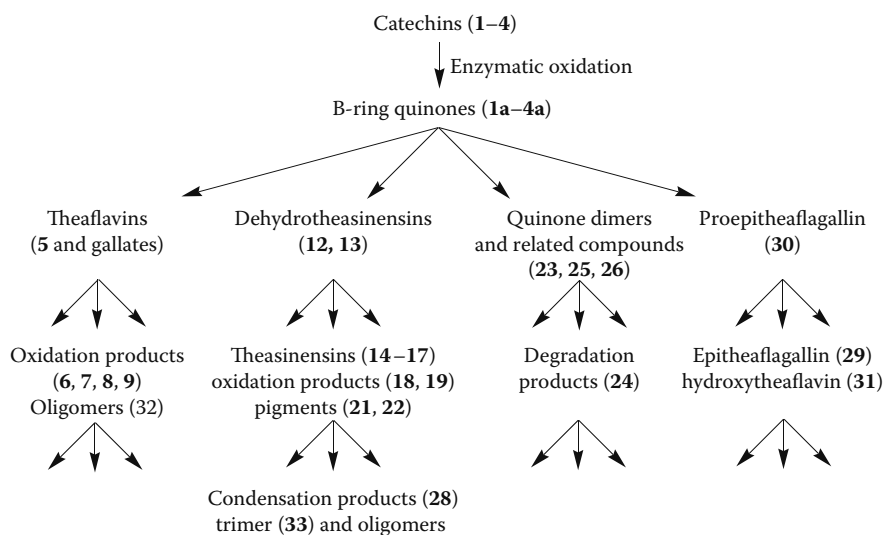 Catechins (1–4)
Enzymatic oxidation
B-ring quinones (1a–4a)
Theaflavins
(5 and gallates)
Dehydrotheasinensins
(12, 13)
Quinone dimers
and related compounds
(23, 25, 26)
Proepitheaflagallin
(30)
Oxidation products
(6, 7, 8, 9)
Oligomers (32)
Theasinensins (14–17)
oxidation products (18, 19)
pigments (21, 22)
Degradation
products (24)
Epitheaflagallin (29)
hydroxytheaflavin (31)
Condensation products (28)
trimer (33) and oligomers